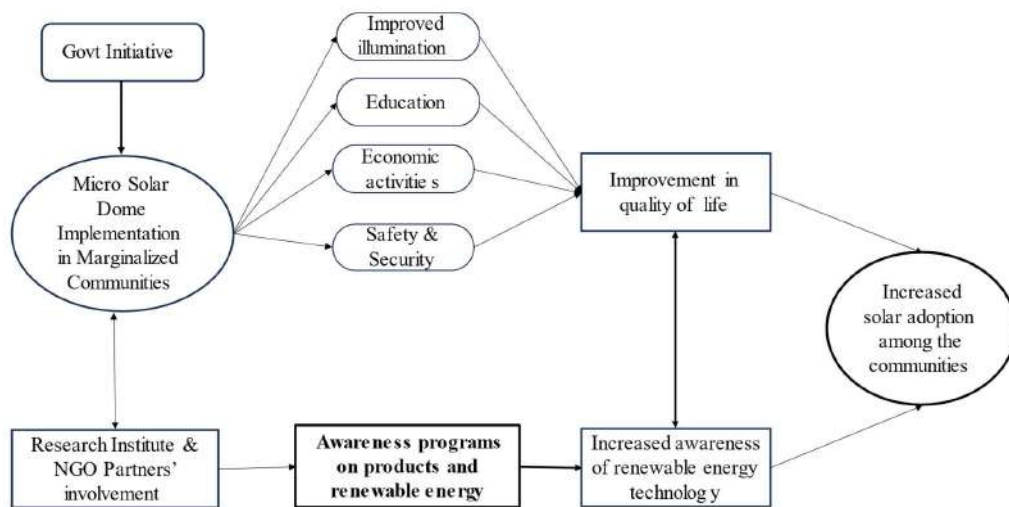 Govt Initiative
Micro Solar
Dome
Implementation
in Marginalized
Communities
Improved
illumination
Education
Economic
activitie s
Safety &
Security
Improvement in
quality of life
Increased
solar adoption
among the
communities
Research Institute &
NGO Partners’
involvement
Awareness programs
on products and
renewable energy
Increased awareness
of renewable energy
technolog y